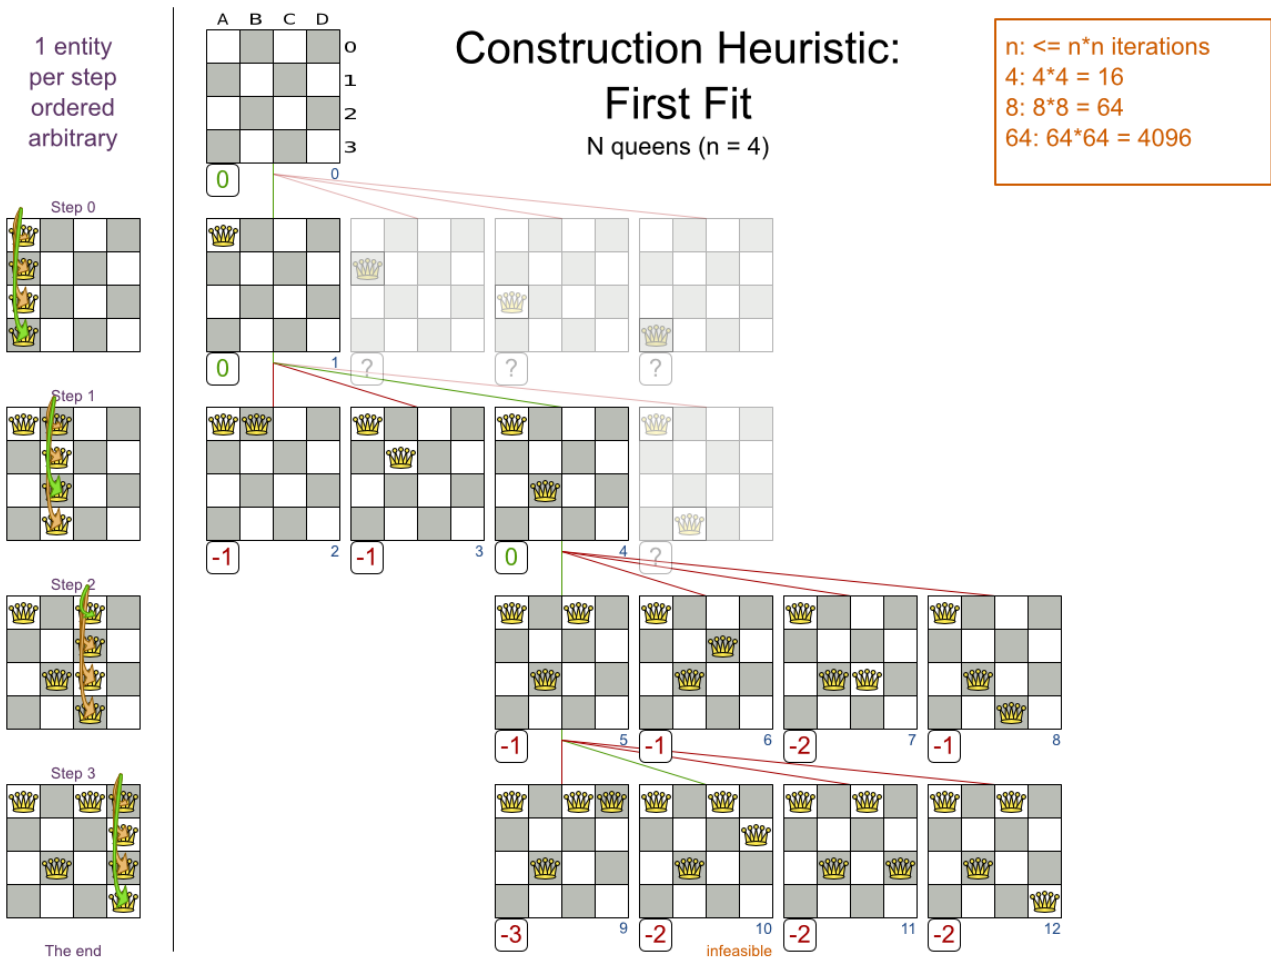 1 entity
per step
ordered
arbitrary
A B C D
0
1
2
3
Construction Heuristic:
First Fit
N queens (n = 4)
n: <= n*n iterations
4: 4*4 = 16
8: 8*8 = 64
64: 64*64 = 4096
0 0
Step 0
0 1 ? ? ?
Step 1
-1 2 -1 3 0 4 ?
Step 2
-1 5 -1 6 -2 7 -1 8
Step 3
-3 9 -2 10 -2 11 -2 12
The end
infeasible